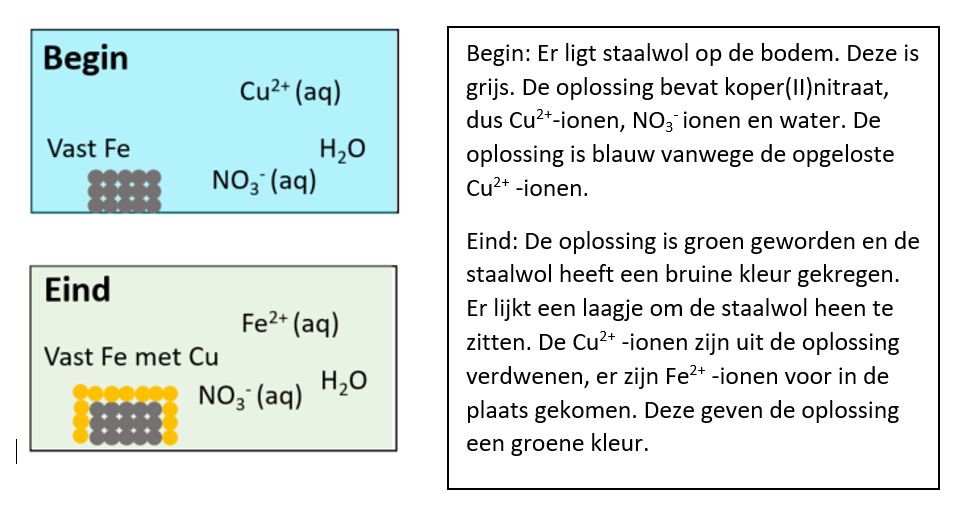 Begin
Cu²⁺ (aq)
Vast Fe
H₂O
NO₃⁻ (aq)
Eind
Fe²⁺ (aq)
Vast Fe met Cu
H₂O
NO₃⁻ (aq)
Begin: Er ligt staalwol op de bodem. Deze is
grijs. De oplossing bevat koper(II)nitraat,
dus Cu²⁺-ionen, NO₃⁻ ionen en water. De
oplossing is blauw vanwege de opgeloste
Cu²⁺ -ionen.
Eind: De oplossing is groen geworden en de
staalwol heeft een bruine kleur gekregen.
Er lijkt een laagje om de staalwol heen te
zitten. De Cu²⁺ -ionen zijn uit de oplossing
verdwenen, er zijn Fe²⁺ -ionen voor in de
plaats gekomen. Deze geven de oplossing
een groene kleur.